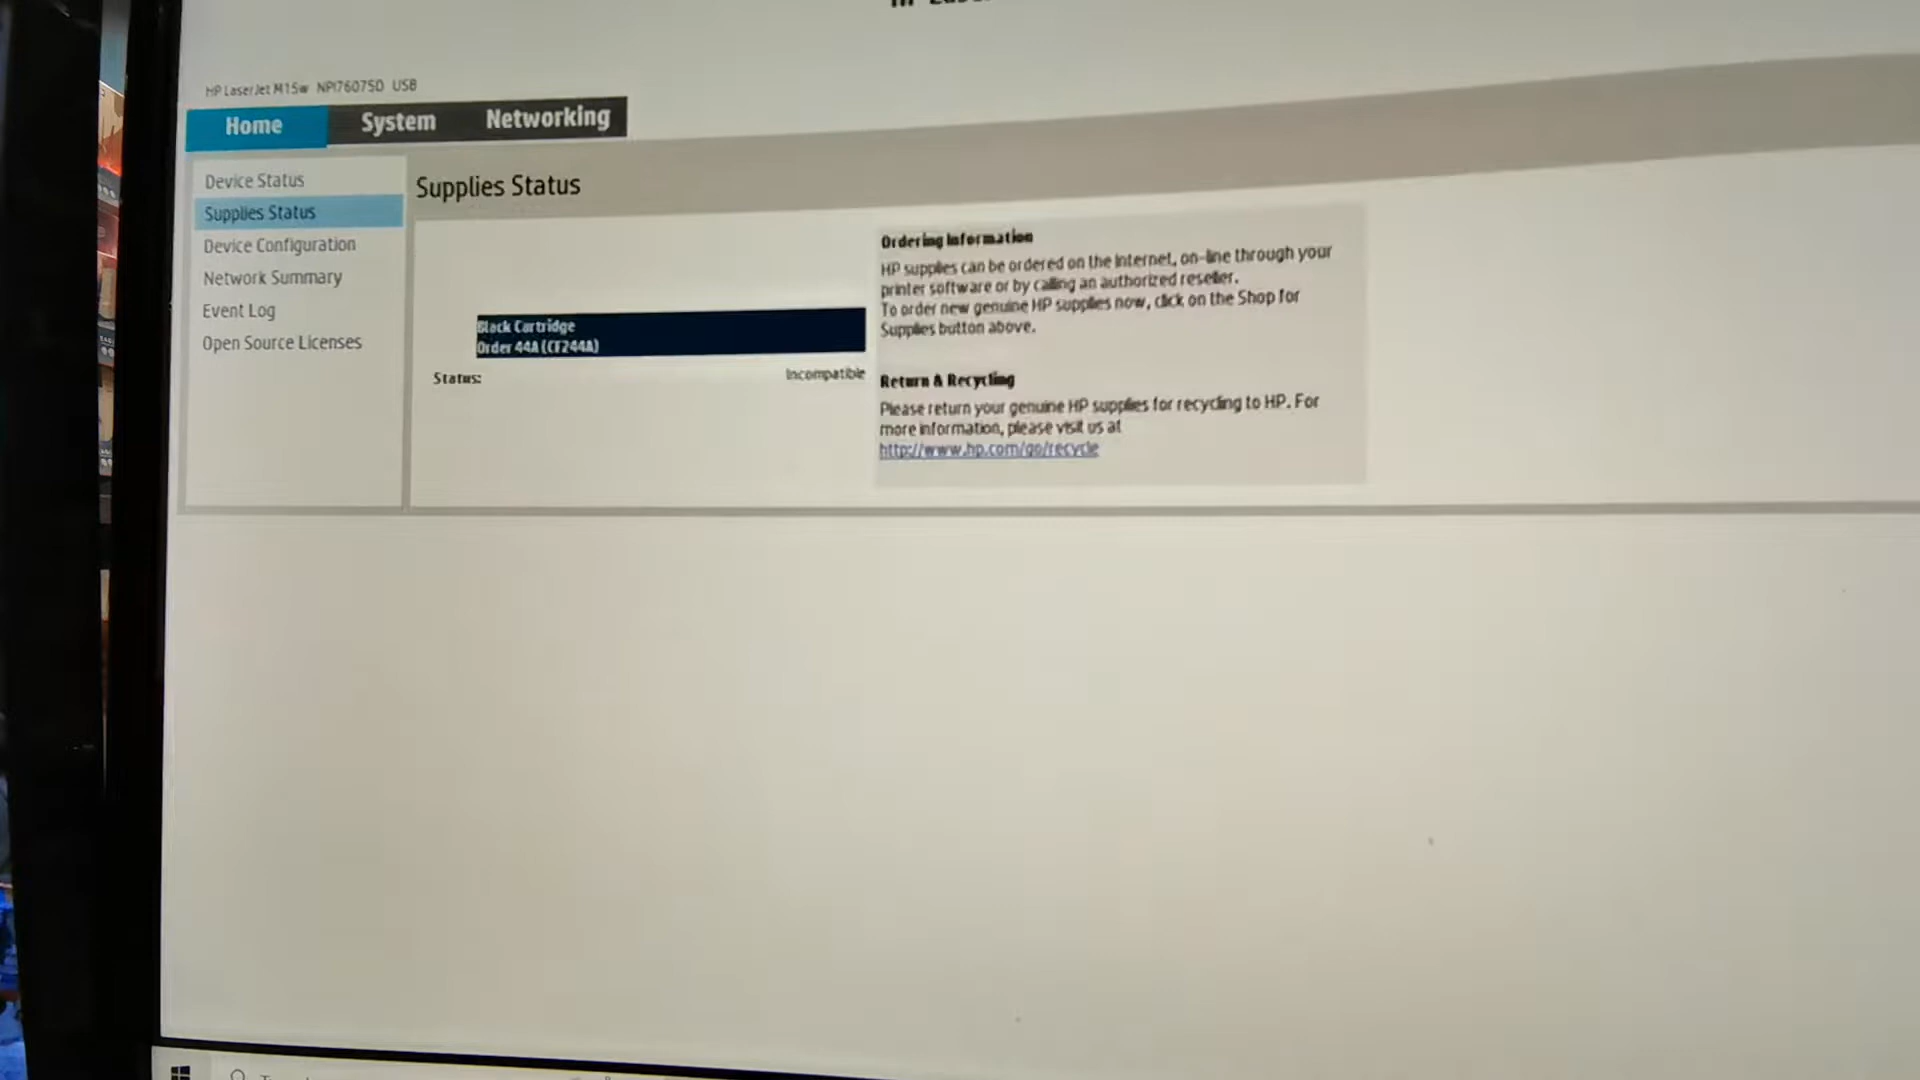 HP LaserJet M15w NPI76075D USB
Home System Networking
Device Status
Supplies Status
Device Configuration
Network Summary
Event Log
Open Source Licenses
Supplies Status
Black Cartridge
Order 44A (CF244A)
Status: Incompatible
Ordering Information
HP supplies can be ordered on the Internet, on-line through your
printer software or by calling an authorized reseller.
To order new genuine HP supplies now, click on the Shop for
Supplies button above.
Return & Recycling
Please return your genuine HP supplies for recycling to HP. For
more information, please visit us at
http://www.hp.com/go/recycle